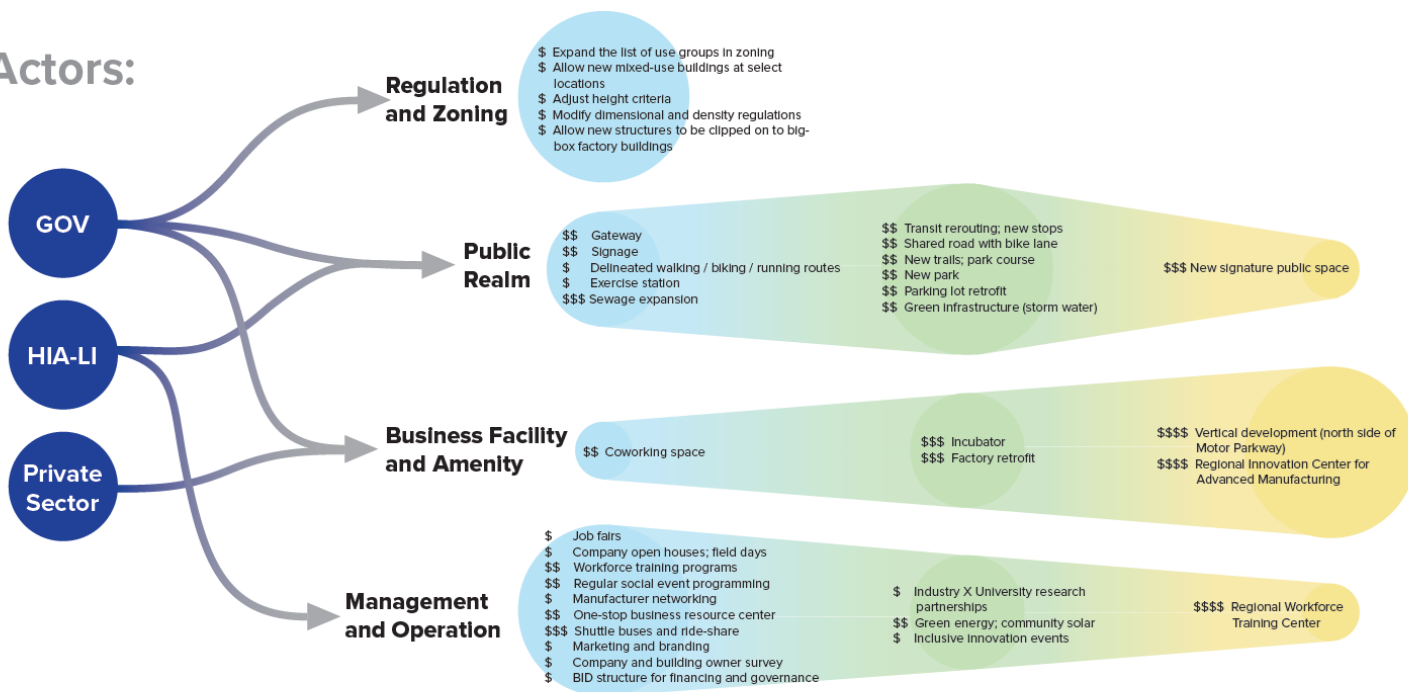 Actors:
GOV
HIA-LI
Private
Sector
Regulation
and Zoning
$ Expand the list of use groups in zoning
$ Allow new mixed-use buildings at select
locations
$ Adjust height criteria
$ Modify dimensional and density regulations
$ Allow new structures to be clipped on to big-
box factory buildings
Public
Realm
$$ Gateway
$$ Signage
$ Delineated walking / biking / running routes
$ Exercise station
$$$ Sewage expansion
$$ Transit rerouting; new stops
$$ Shared road with bike lane
$$ New trails; park course
$$ New park
$$ Parking lot retrofit
$$ Green infrastructure (storm water)
$$$ New signature public space
Business Facility
and Amenity
$$ Coworking space
$$$ Incubator
$$$ Factory retrofit
$$$$ Vertical development (north side of
Motor Parkway)
$$$$ Regional Innovation Center for
Advanced Manufacturing
Management
and Operation
$ Job fairs
$ Company open houses; field days
$$ Workforce training programs
$$ Regular social event programming
$ Manufacturer networking
$$ One-stop business resource center
$$$ Shuttle buses and ride-share
$ Marketing and branding
$ Company and building owner survey
$ BID structure for financing and governance
$ Industry X University research
partnerships
$$ Green energy; community solar
$ Inclusive innovation events
$$$$ Regional Workforce
Training Center